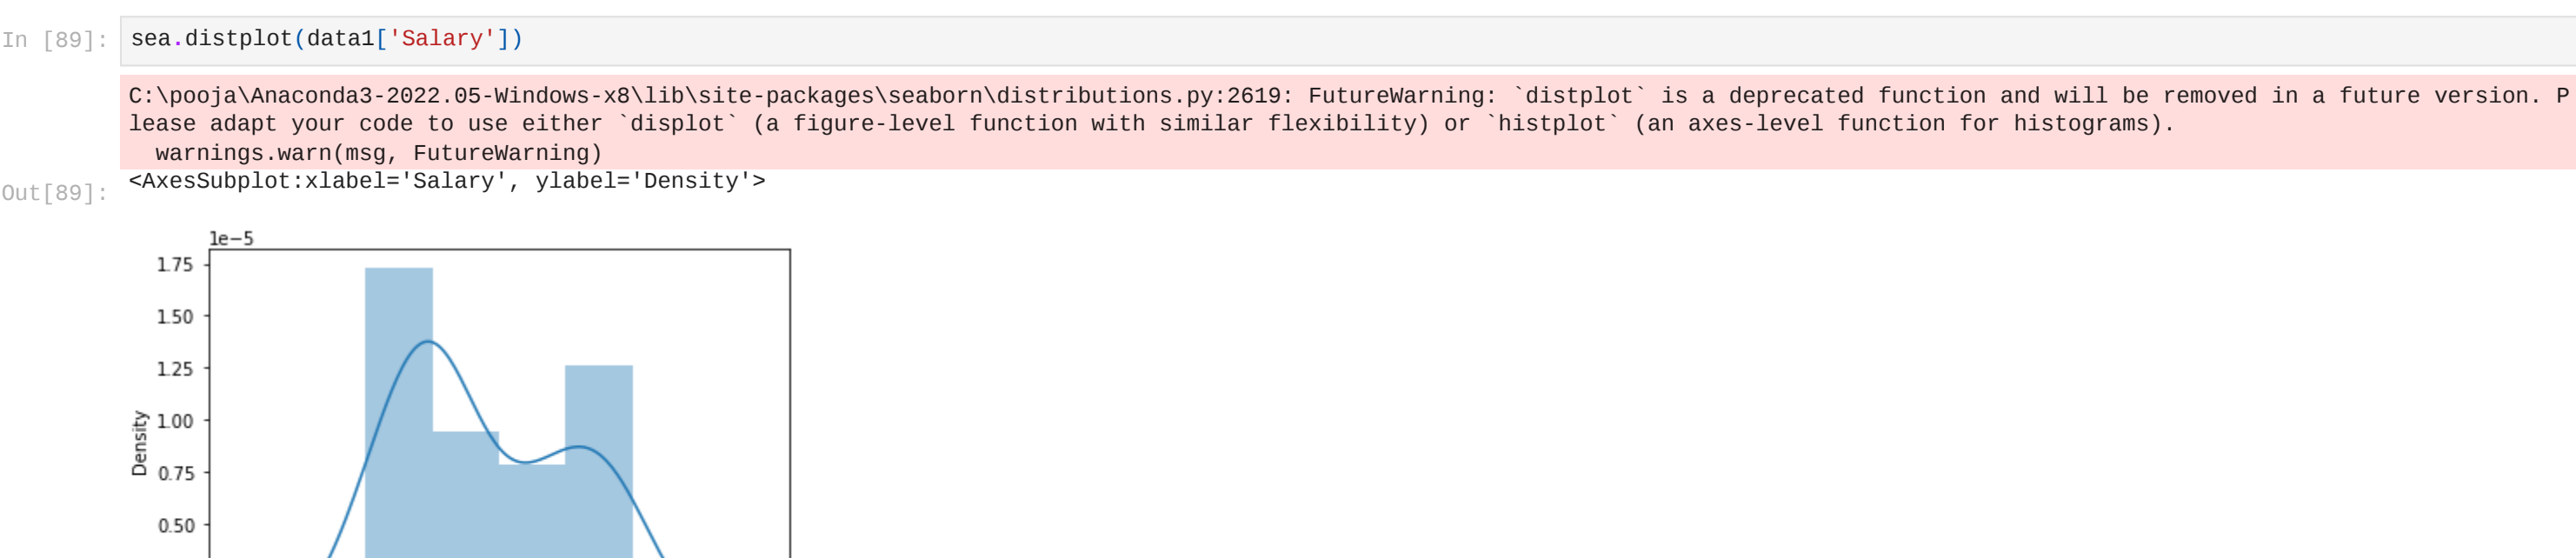 In [89]: sea.distplot(data1['Salary'])
C:\pooja\Anaconda3-2022.05-Windows-x8\lib\site-packages\seaborn\distributions.py:2619: FutureWarning: `distplot` is a deprecated function and will be removed in a future version. P
lease adapt your code to use either `displot` (a figure-level function with similar flexibility) or `histplot` (an axes-level function for histograms).
warnings.warn(msg, FutureWarning)
<AxesSubplot:xlabel='Salary', ylabel='Density'>
Out[89]:
1e−5
1.75
1.50
1.25
1.00
Density
0.75
0.50